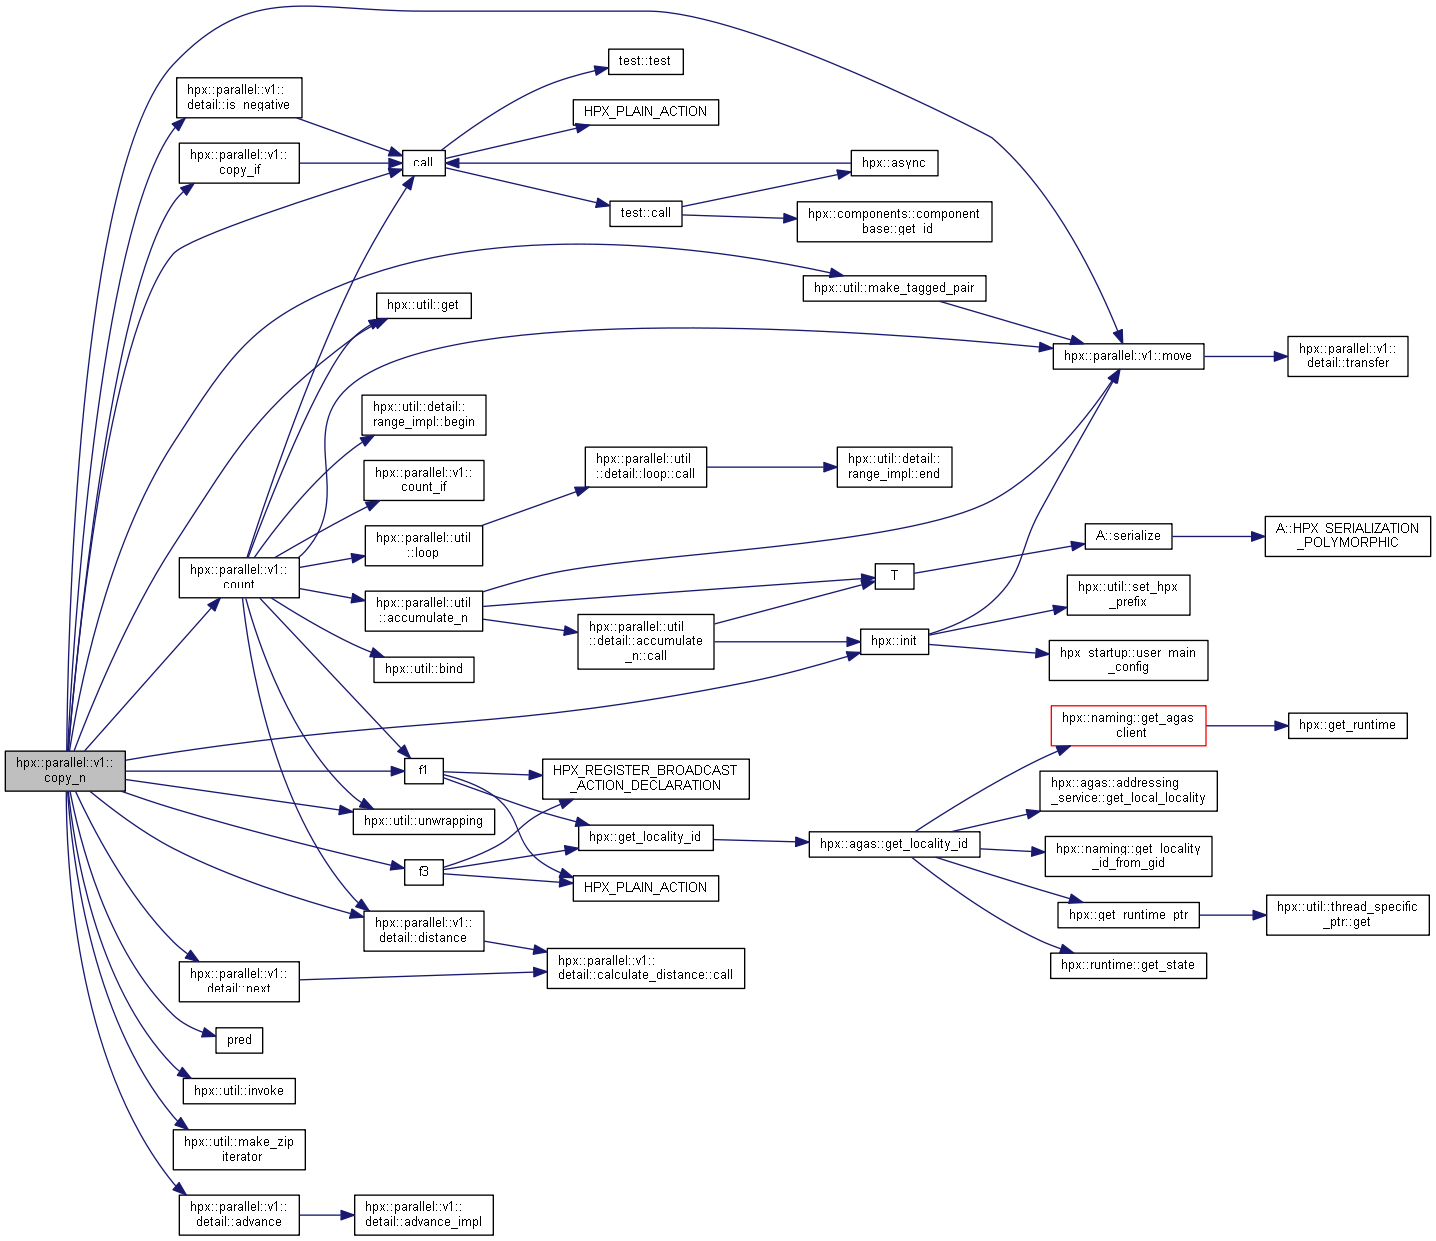 test::test
hpx::parallel::v1::
detail::is_negative
HPX_PLAIN_ACTION
hpx::parallel::v1::
copy_if
call
hpx::async
test::call
hpx::components::component
base::get_id
hpx::util::make_tagged_pair
hpx::util::get
hpx::parallel::v1::move
hpx::parallel::v1::
detail::transfer
hpx::util::detail::
range_impl::begin
hpx::parallel::v1::
count_if
hpx::parallel::util
::detail::loop::call
hpx::util::detail::
range_impl::end
hpx::parallel::util
::loop
A::serialize
A::HPX_SERIALIZATION
_POLYMORPHIC
hpx::parallel::v1::
count
T
hpx::parallel::util
::accumulate_n
hpx::util::set_hpx
_prefix
hpx::parallel::util
::detail::accumulate
_n::call
hpx::init
hpx_startup::user_main
_config
hpx::util::bind
hpx::naming::get_agas
client
hpx::get_runtime
hpx::parallel::v1::
copy_n
f1
HPX_REGISTER_BROADCAST
_ACTION_DECLARATION
hpx::agas::addressing
_service::get_local_locality
hpx::util::unwrapping
hpx::get_locality_id
hpx::agas::get_locality_id
hpx::naming::get_locality
_id_from_gid
f3
HPX_PLAIN_ACTION
hpx::get_runtime_ptr
hpx::util::thread_specific
_ptr::get
hpx::parallel::v1::
detail::distance
hpx::parallel::v1::
detail::calculate_distance::call
hpx::runtime::get_state
hpx::parallel::v1::
detail::next
pred
hpx::util::invoke
hpx::util::make_zip
iterator
hpx::parallel::v1::
detail::advance
hpx::parallel::v1::
detail::advance_impl